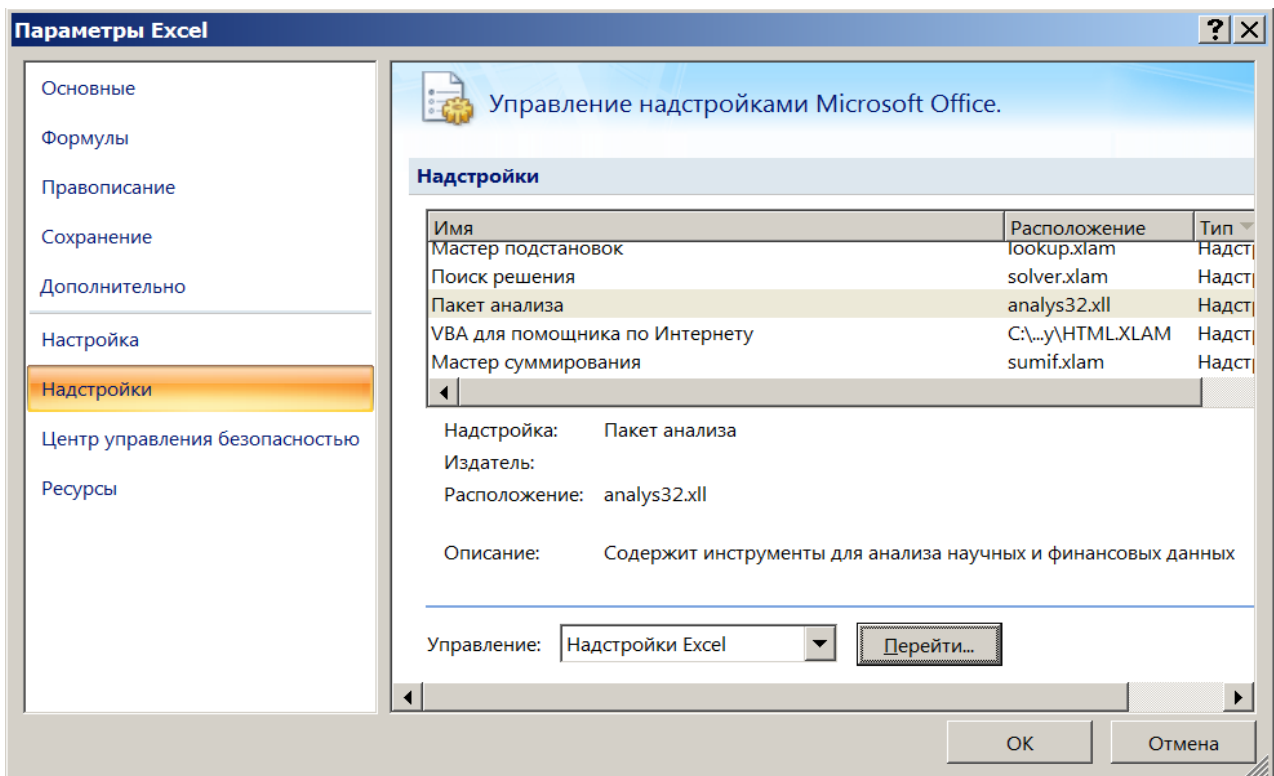 Параметры Excel
Основные
Формулы
Правописание
Сохранение
Дополнительно
Настройка
Надстройки
Центр управления безопасностью
Ресурсы
Управление надстройками Microsoft Office.
Надстройки
Имя Расположение Тип
Мастер подстановок lookup.xlam Надст
Поиск решения solver.xlam Надст
Пакет анализа analys32.xll Надст
VBA для помощника по Интернету C:\...y\HTML.XLAM Надст
Мастер суммирования sumif.xlam Надст
Надстройка: Пакет анализа
Издатель:
Расположение: analys32.xll
Описание: Содержит инструменты для анализа научных и финансовых данных
Управление: Надстройки Excel Перейти...
ОК Отмена